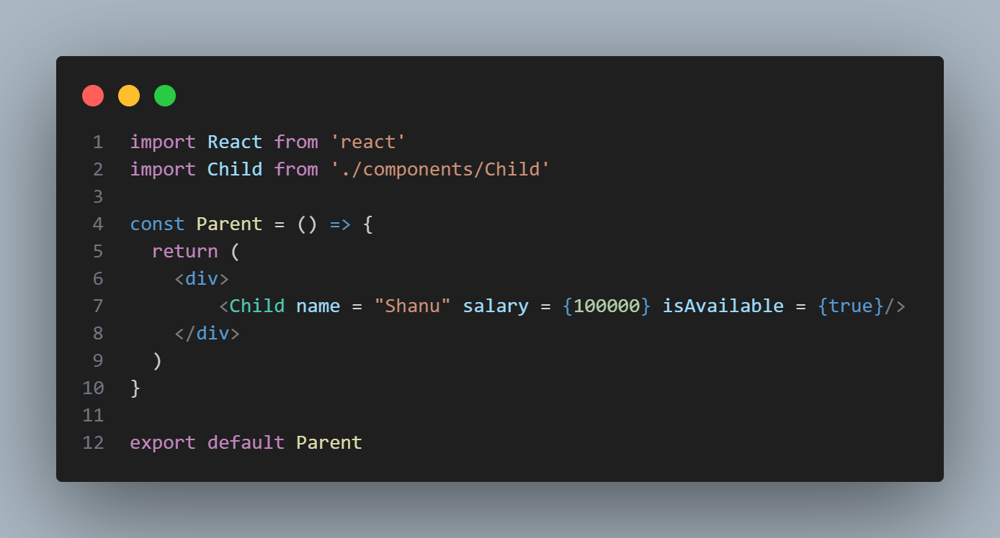 1 import React from 'react'
2 import Child from './components/Child'
3
4 const Parent = () => {
5   return (
6     <div>
7         <Child name = "Shanu" salary = {100000} isAvailable = {true}/>
8     </div>
9   )
10 }
11
12 export default Parent